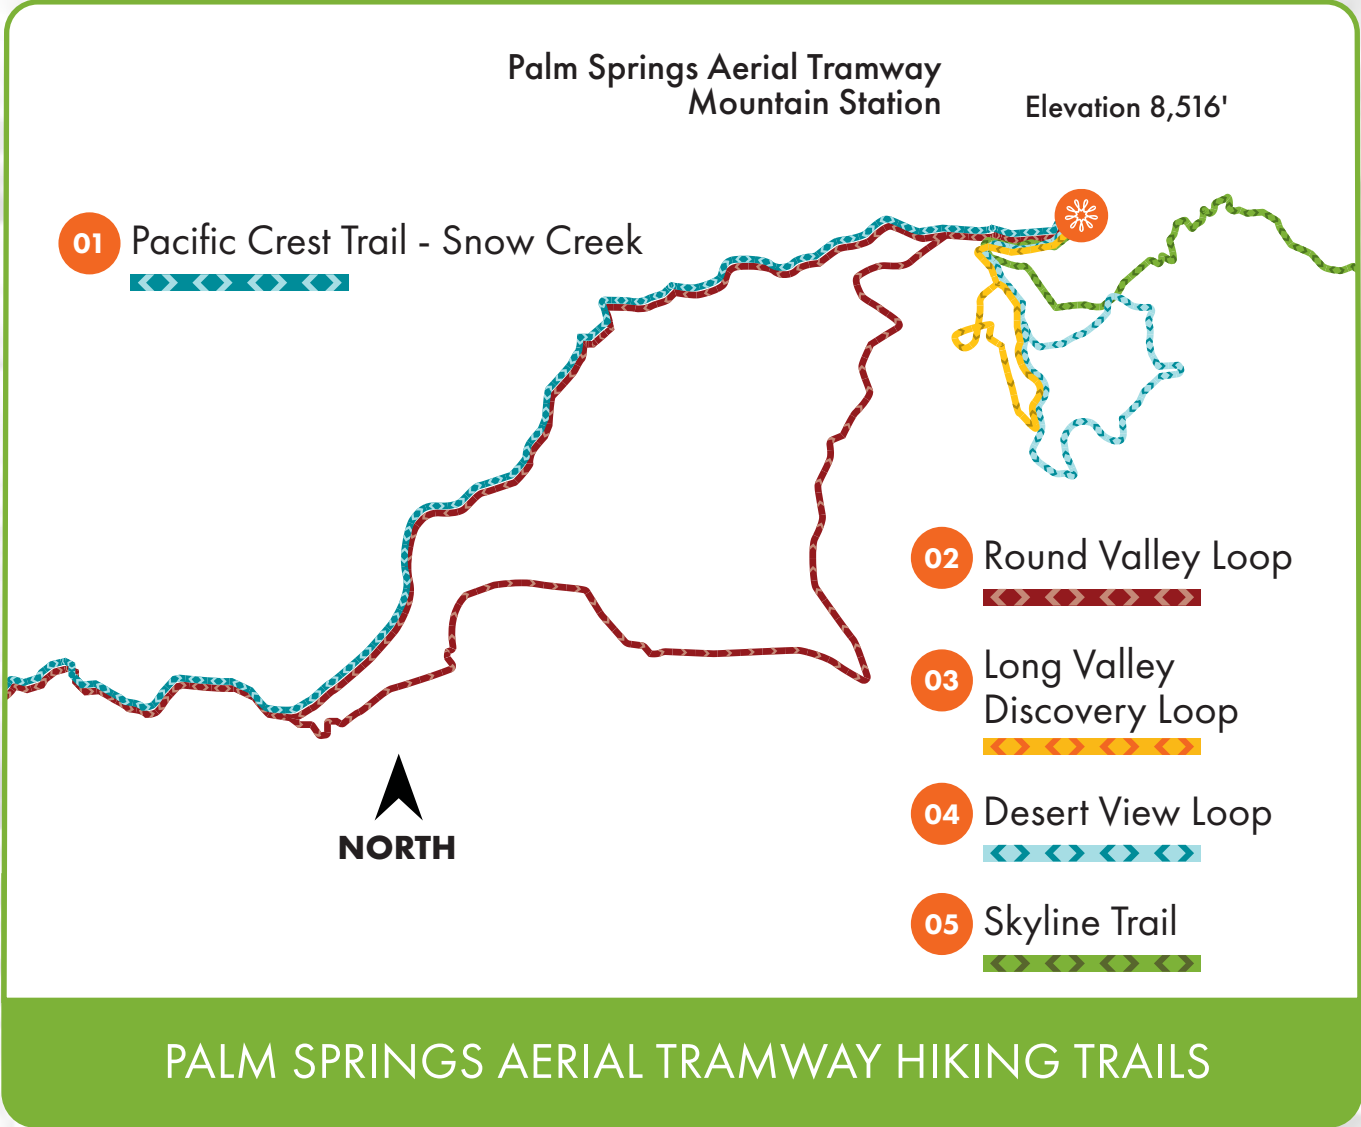 Palm Springs Aerial Tramway
Mountain Station
Elevation 8,516'
01 Pacific Crest Trail - Snow Creek
02 Round Valley Loop
03 Long Valley
Discovery Loop
04 Desert View Loop
05 Skyline Trail
NORTH
PALM SPRINGS AERIAL TRAMWAY HIKING TRAILS